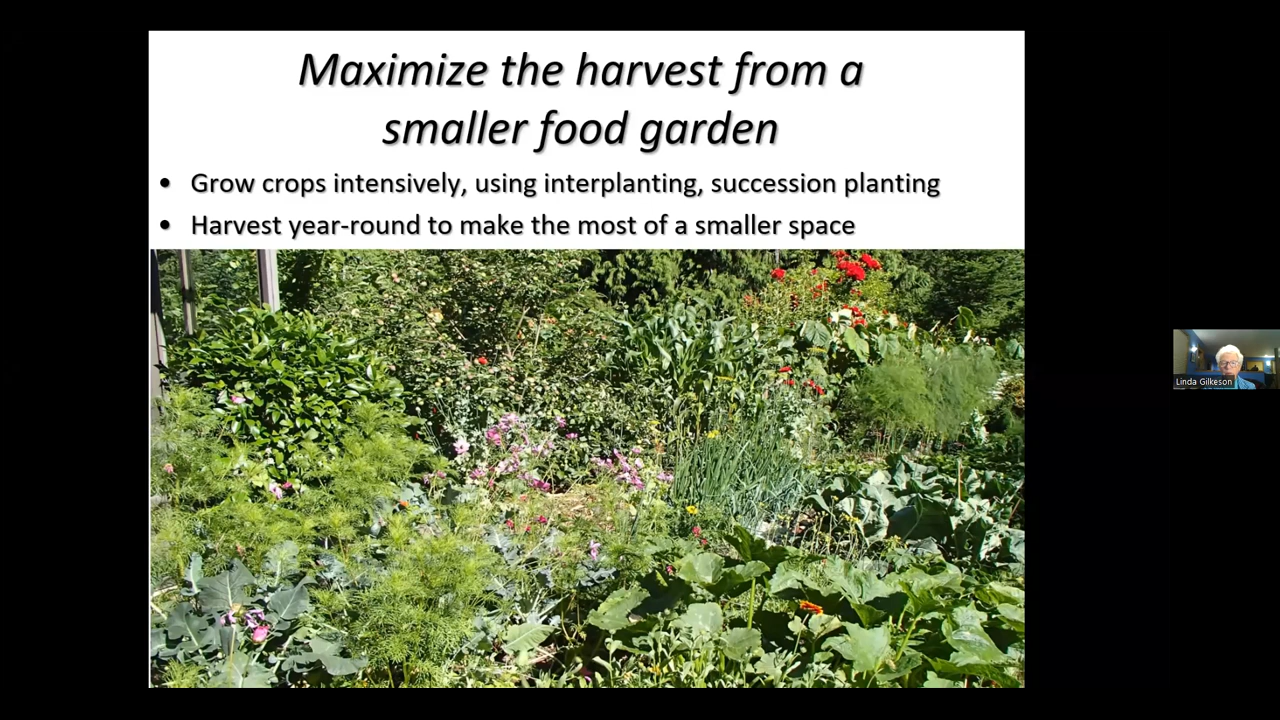 Maximize the harvest from a
smaller food garden
• Grow crops intensively, using interplanting, succession planting
• Harvest year-round to make the most of a smaller space
Linda Gilkeson